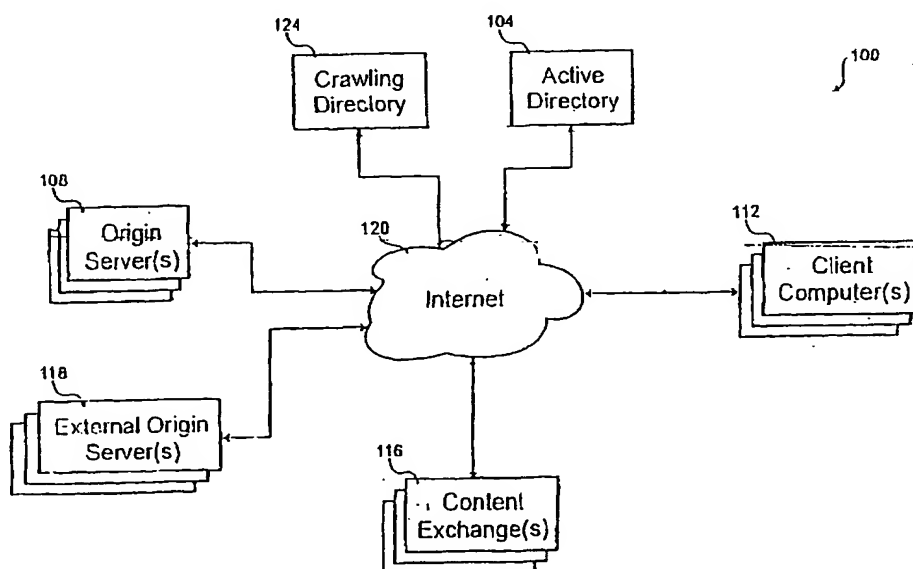 124
Crawling
Directory
104
Active
Directory
100
108
Origin
Server(s)
120
Internet
112
Client
Computer(s)
118
External Origin
Server(s)
116
Content
Exchange(s)